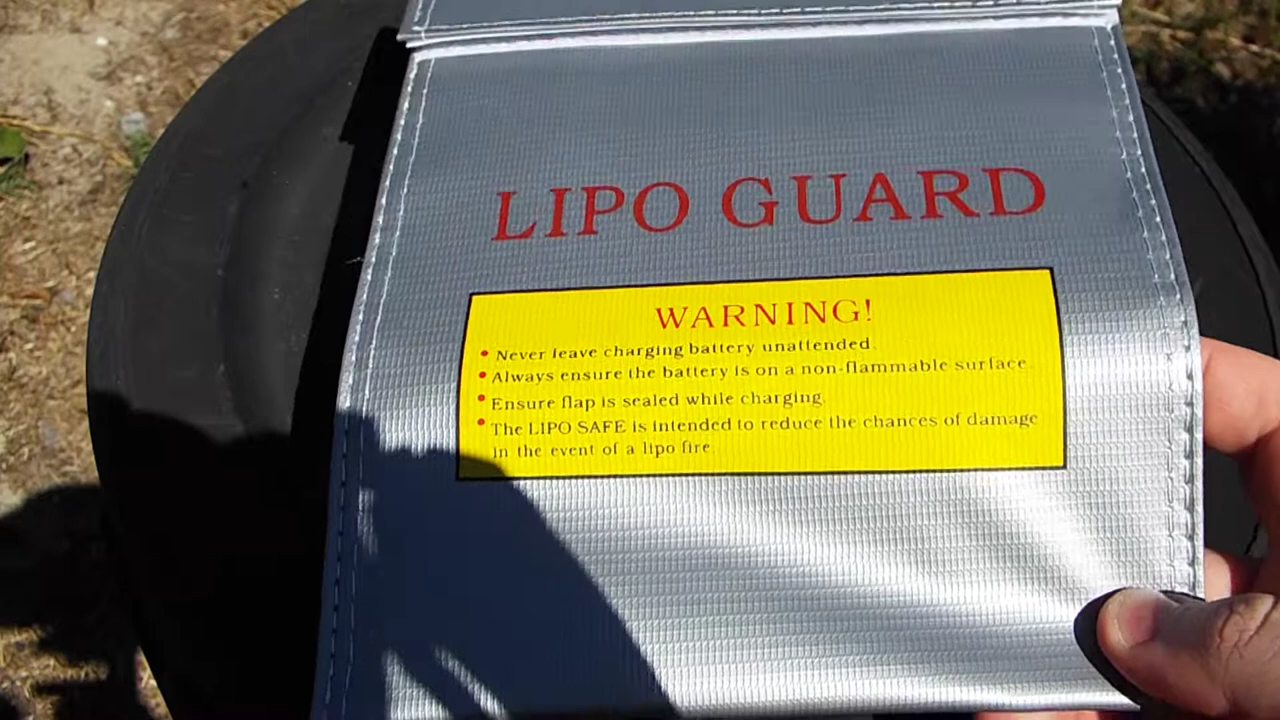 LIPO GUARD
WARNING!
• Never leave charging battery unattended.
• Always ensure the battery is on a non-flammable surface.
• Ensure flap is sealed while charging.
• The LIPO SAFE is intended to reduce the chances of damage
in the event of a lipo fire.